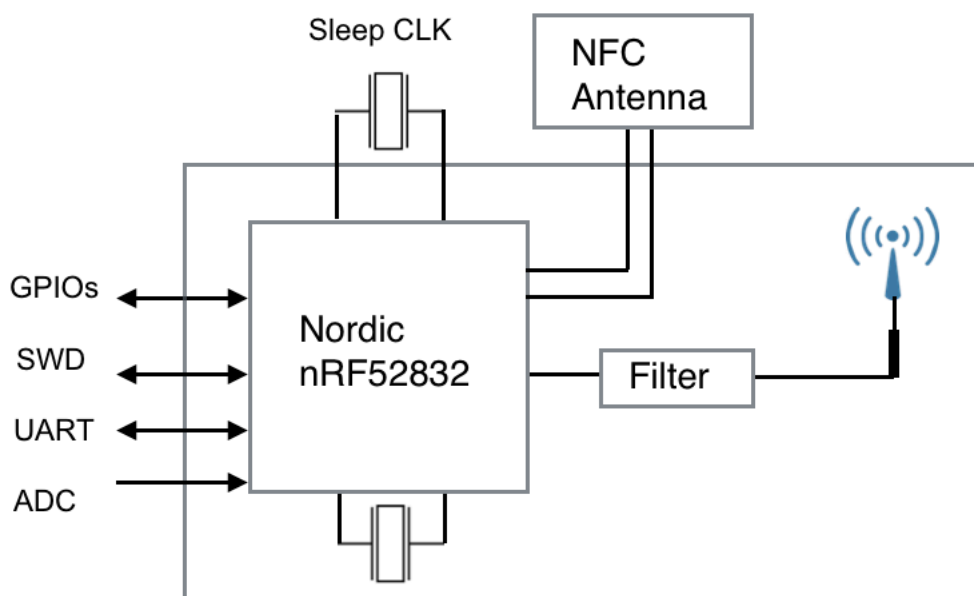 Sleep CLK
NFC
Antenna
GPIOs
SWD
UART
ADC
Nordic
nRF52832
Filter